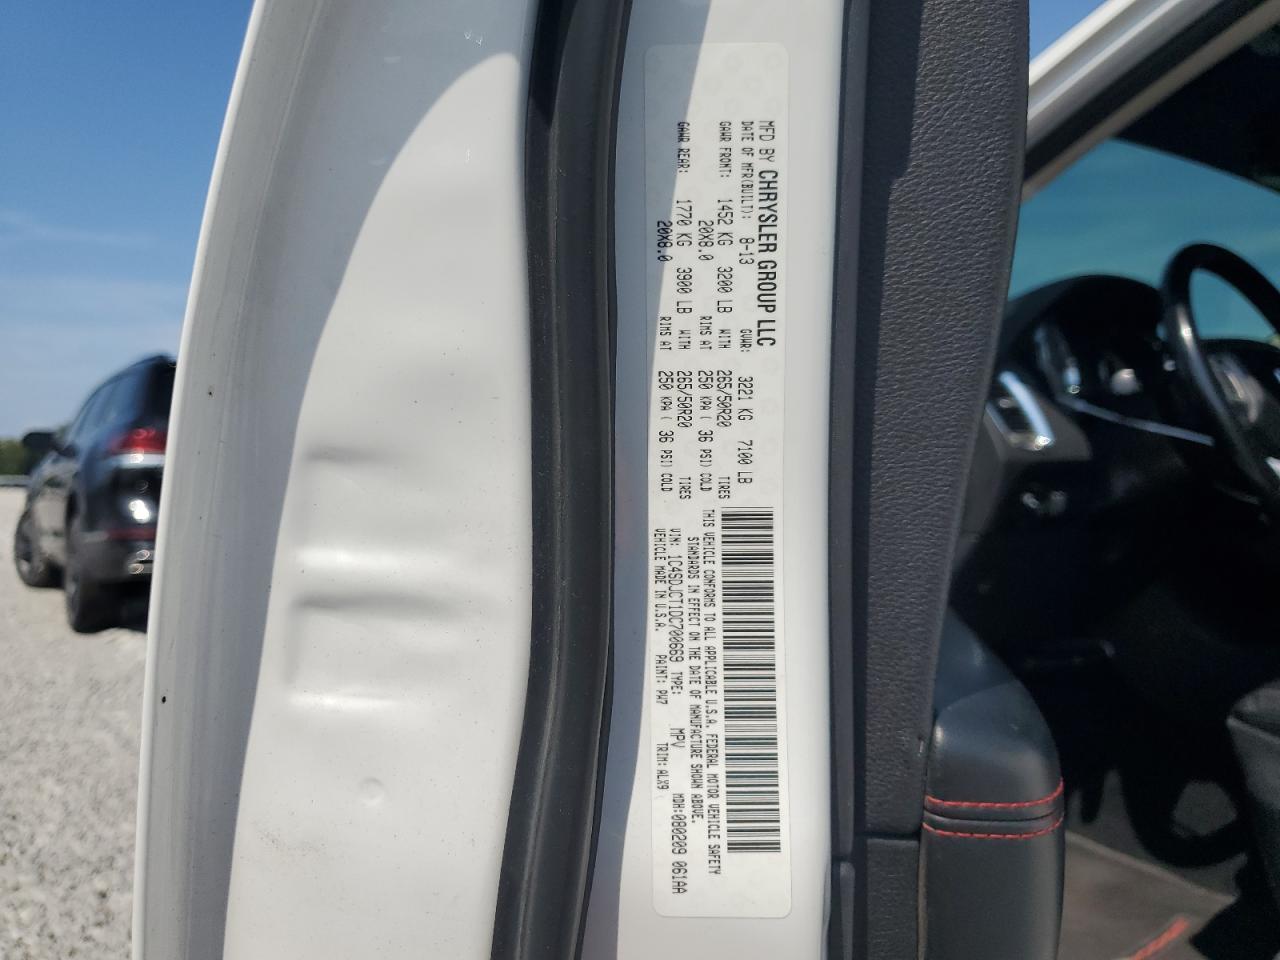 MFD BY CHRYSLER GROUP LLC
DATE OF MFR(BUILT): 8-13 GVWR: 3221 KG 7100 LB
GAWR FRONT: 1452 KG 3200 LB WITH 265/50R20 TIRES
20X8.0 RIMS AT 250 KPA ( 36 PSI) COLD
GAWR REAR: 1770 KG 3900 LB WITH 265/50R20 TIRES
20X8.0 RIMS AT 250 KPA ( 36 PSI) COLD
THIS VEHICLE CONFORMS TO ALL APPLICABLE U.S.A. FEDERAL MOTOR VEHICLE SAFETY
STANDARDS IN EFFECT ON THE DATE OF MANUFACTURE SHOWN ABOVE.
VIN: 1C4SDJCT1DC700669 TYPE: MPV MDH:080209 061AA
VEHICLE MADE IN U.S.A. PAINT: PW7 TRIM: ALX9